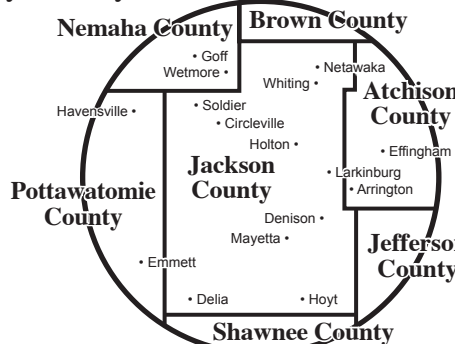 Brown County
Nemaha County
• Goff
Wetmore •
• Netawaka
Whiting •
Atchison
County
Havensville •
• Soldier
• Circleville
Holton •
• Effingham
Jackson
County
• Larkinburg
• Arrington
Pottawatomie
County
Denison •
Mayetta •
Jefferson
County
• Emmett
• Delia
• Hoyt
Shawnee County